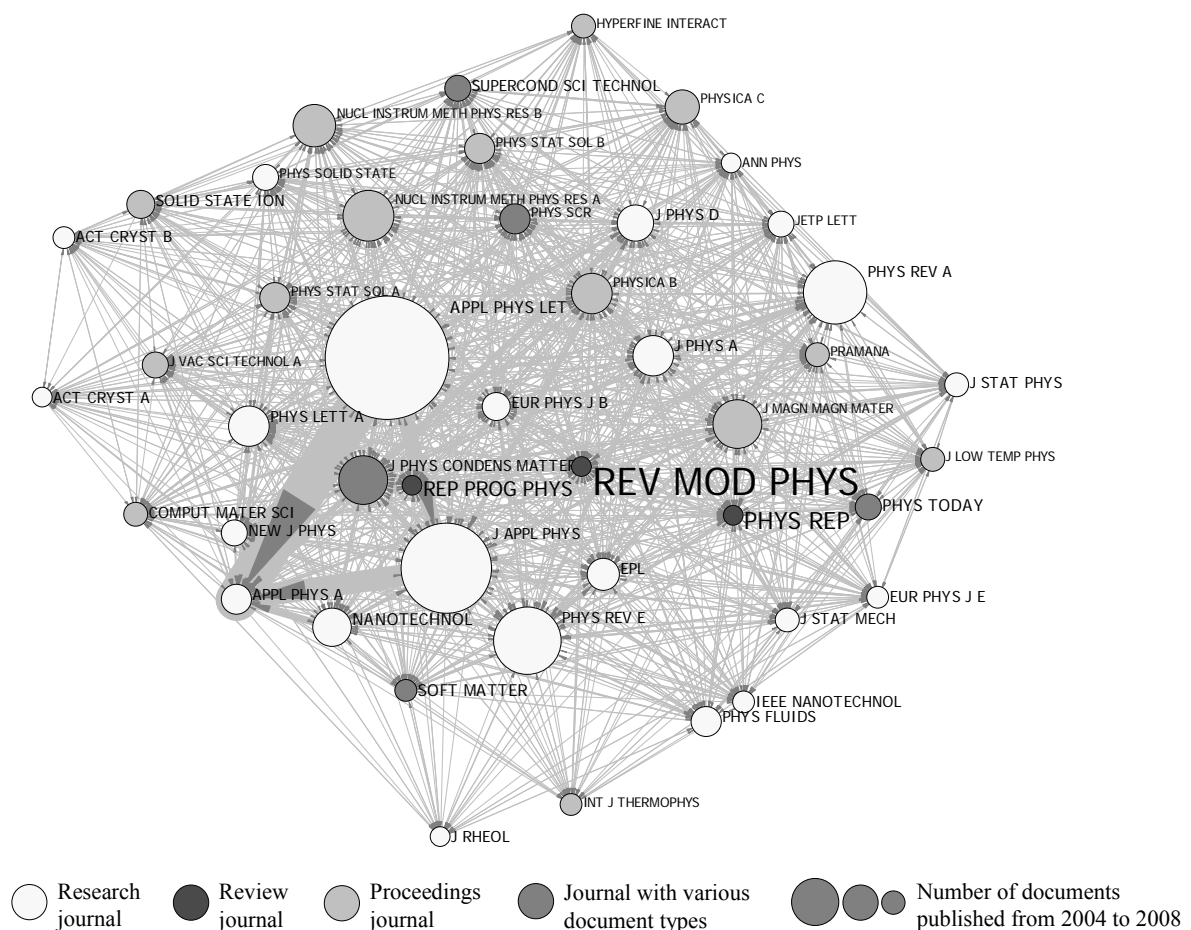 HYPERFINE INTERACT
SUPERCOND SCI TECHNOL
PHYSICA C
NUCL INSTRUM METH PHYS RES B
PHYS STAT SOL B
ANN PHYS
PHYS SOLID STATE
SOLID STATE ION
NUCL INSTRUM METH PHYS RES A
PHYS SCR
J PHYS D
JETP LETT
ACT CRYST B
PHYS REV A
PHYS STAT SOL A
PHYSICA B
APPL PHYS LET
J PHYS A
PRAMANA
J VAC SCI TECHNOL A
J STAT PHYS
ACT CRYST A
EUR PHYS J B
PHYS LETT A
J MAGN MAGN MATER
J LOW TEMP PHYS
J PHYS CONDENS MATTER
REV MOD PHYS
REP PROG PHYS
PHYS TODAY
COMPUT MATER SCI
PHYS REP
NEW J PHYS
J APPL PHYS
EPL
APPL PHYS A
EUR PHYS J E
NANOTECHNOL
PHYS REV E
J STAT MECH
SOFT MATTER
IEEE NANOTECHNOL
PHYS FLUIDS
INT J THERMOPHYS
J RHEOL
Research
journal
Review
journal
Proceedings
journal
Journal with various
document types
Number of documents
published from 2004 to 2008